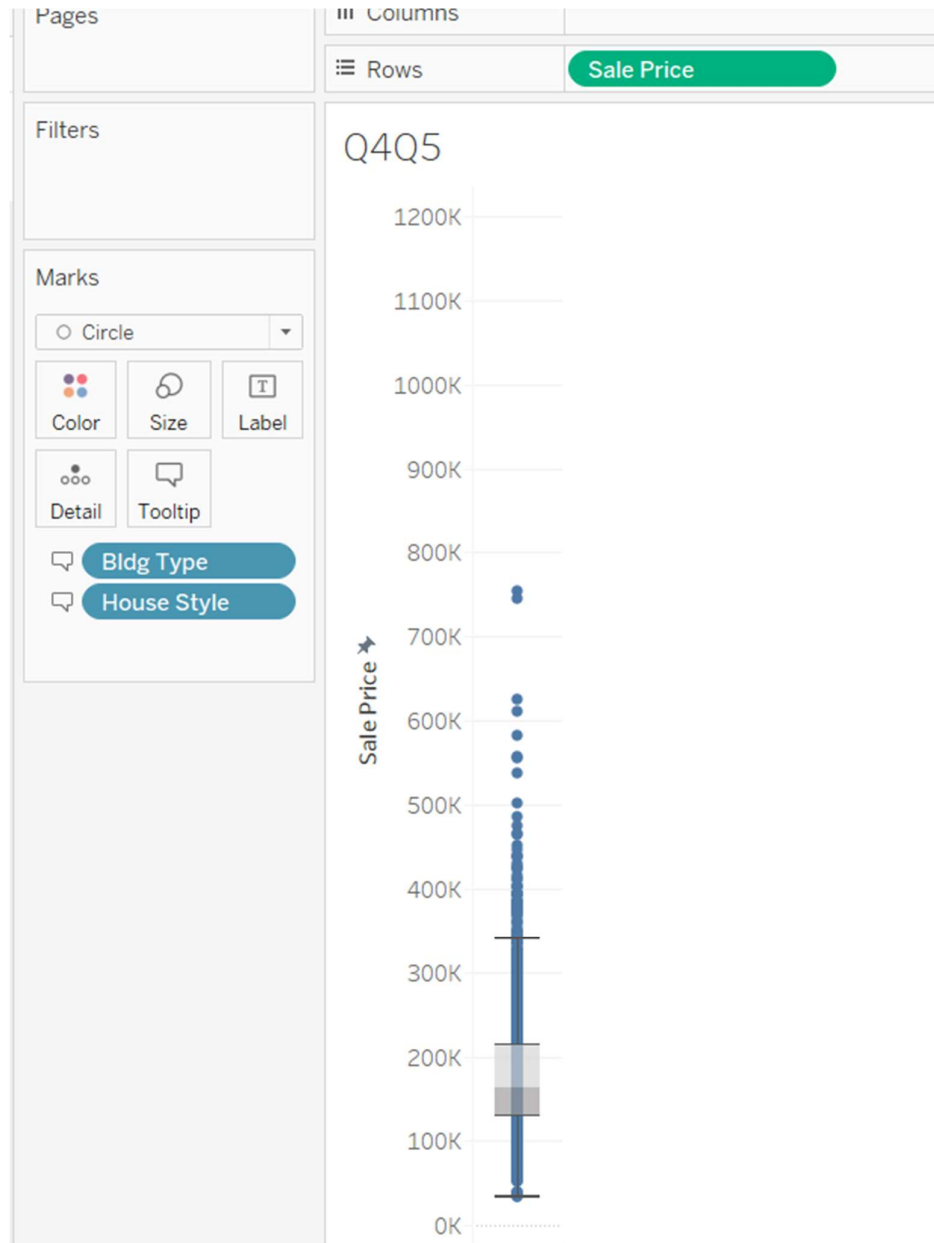 Pages
Columns
Rows
Sale Price
Filters
Q4Q5
Marks
Circle
Color
Size
T
Label
Detail
Tooltip
Bldg Type
House Style
1200K
1100K
1000K
900K
800K
700K
600K
500K
400K
300K
200K
100K
0K
Sale Price